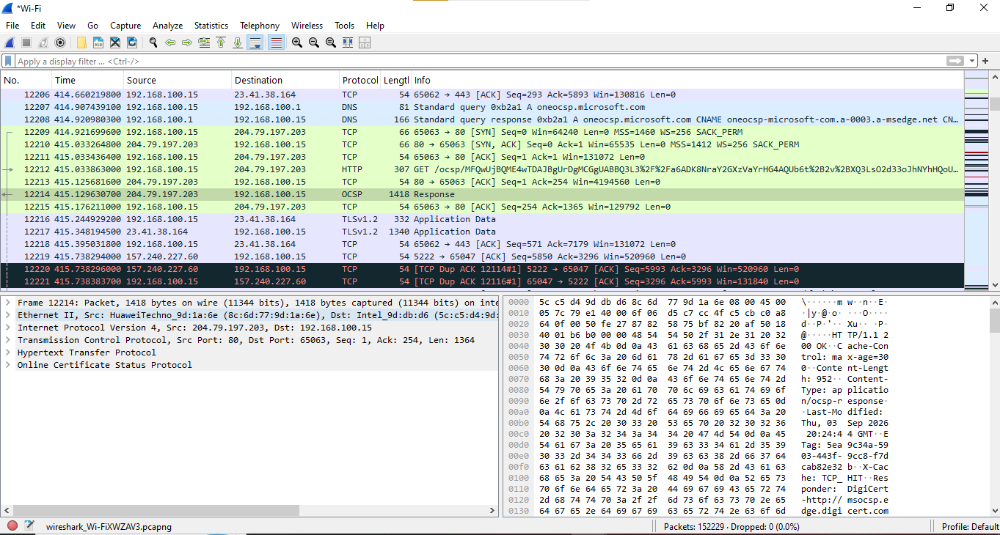 *Wi-Fi
File Edit View Go Capture Analyze Statistics Telephony Wireless Tools Help
Apply a display filter ... <Ctrl-/>
No. Time Source Destination Protocol Lengtl Info
12206 414.660219800 192.168.100.15 23.41.38.164 TCP 54 65062 → 443 [ACK] Seq=293 Ack=5893 Win=130816 Len=0
12207 414.907439100 192.168.100.15 192.168.100.1 DNS 81 Standard query 0xb2a1 A oneocsp.microsoft.com
12208 414.920980300 192.168.100.1 192.168.100.15 DNS 166 Standard query response 0xb2a1 A oneocsp.microsoft.com CNAME oneocsp-microsoft-com.a-0003.a-msedge.net CN…
12209 414.921699600 192.168.100.15 204.79.197.203 TCP 66 65063 → 80 [SYN] Seq=0 Win=64240 Len=0 MSS=1460 WS=256 SACK_PERM
12210 415.033264800 204.79.197.203 192.168.100.15 TCP 66 80 → 65063 [SYN, ACK] Seq=0 Ack=1 Win=65535 Len=0 MSS=1412 WS=256 SACK_PERM
12211 415.033436400 192.168.100.15 204.79.197.203 TCP 54 65063 → 80 [ACK] Seq=1 Ack=1 Win=131072 Len=0
12212 415.033863000 192.168.100.15 204.79.197.203 HTTP 307 GET /ocsp/MFQwUjBQME4wTDAJBgUrDgMCGgUABBQ3L3%2F%2Fa6ADK8NraY2GXzVaYrHG4AQUb6t%2B2v%2BXQ3LsO2d33oJhNYhHQoU…
12213 415.125681600 204.79.197.203 192.168.100.15 TCP 54 80 → 65063 [ACK] Seq=1 Ack=254 Win=4194560 Len=0
12214 415.129630700 204.79.197.203 192.168.100.15 OCSP 1418 Response
12215 415.176211000 192.168.100.15 204.79.197.203 TCP 54 65063 → 80 [ACK] Seq=254 Ack=1365 Win=129792 Len=0
12216 415.244929200 192.168.100.15 23.41.38.164 TLSv1.2 332 Application Data
12217 415.348194500 23.41.38.164 192.168.100.15 TLSv1.2 1340 Application Data
12218 415.395031800 192.168.100.15 23.41.38.164 TCP 54 65062 → 443 [ACK] Seq=571 Ack=7179 Win=131072 Len=0
12219 415.738294000 157.240.227.60 192.168.100.15 TCP 54 5222 → 65047 [ACK] Seq=5850 Ack=3296 Win=520960 Len=0
12220 415.738296000 157.240.227.60 192.168.100.15 TCP 54 [TCP Dup ACK 12114#1] 5222 → 65047 [ACK] Seq=5993 Ack=3296 Win=520960 Len=0
12221 415.738383700 192.168.100.15 157.240.227.60 TCP 54 [TCP Dup ACK 12116#1] 65047 → 5222 [ACK] Seq=3296 Ack=5993 Win=131840 Len=0
Frame 12214: Packet, 1418 bytes on wire (11344 bits), 1418 bytes captured (11344 bits) on inte
Ethernet II, Src: HuaweiTechno_9d:1a:6e (8c:6d:77:9d:1a:6e), Dst: Intel_9d:db:d6 (5c:c5:d4:9d:
Internet Protocol Version 4, Src: 204.79.197.203, Dst: 192.168.100.15
Transmission Control Protocol, Src Port: 80, Dst Port: 65063, Seq: 1, Ack: 254, Len: 1364
Hypertext Transfer Protocol
Online Certificate Status Protocol
0000 5c c5 d4 9d db d6 8c 6d 77 9d 1a 6e 08 00 45 00 \······m w··n··E·
0010 05 7c 79 e1 40 00 6f 06 d5 c7 cc 4f c5 cb c0 a8 ·|y·@·o· ···O····
0020 64 0f 00 50 fe 27 87 82 58 75 bf 82 20 af 50 18 d··P·'·· Xu·· ·P·
0030 40 01 b6 b0 00 00 48 54 54 50 2f 31 2e 31 20 32 @·····HT TP/1.1 2
0040 30 30 20 4f 4b 0d 0a 43 61 63 68 65 2d 43 6f 6e 00 OK··C ache-Con
0050 74 72 6f 6c 3a 20 6d 61 78 2d 61 67 65 3d 33 30 trol: ma x-age=30
0060 30 0d 0a 43 6f 6e 74 65 6e 74 2d 4c 65 6e 67 74 0··Conte nt-Lengt
0070 68 3a 20 39 35 32 0d 0a 43 6f 6e 74 65 6e 74 2d h: 952·· Content-
0080 54 79 70 65 3a 20 61 70 70 6c 69 63 61 74 69 6f Type: ap plicatio
0090 6e 2f 6f 63 73 70 2d 72 65 73 70 6f 6e 73 65 0d n/ocsp-r esponse·
00a0 0a 4c 61 73 74 2d 4d 6f 64 69 66 69 65 64 3a 20 ·Last-Mo dified:
00b0 54 68 75 2c 20 30 33 20 53 65 70 20 32 30 32 36 Thu, 03 Sep 2026
00c0 20 32 30 3a 32 34 3a 34 34 20 47 4d 54 0d 0a 45 20:24:4 4 GMT··E
00d0 54 61 67 3a 20 35 65 61 39 63 33 34 61 2d 35 39 Tag: 5ea 9c34a-59
00e0 30 33 2d 34 34 33 66 2d 39 63 63 38 2d 66 37 64 03-443f- 9cc8-f7d
00f0 63 61 62 38 32 65 33 32 62 0d 0a 58 2d 43 61 63 cab82e32 b··X-Cac
0100 68 65 3a 20 54 43 50 5f 48 49 54 0d 0a 52 65 73 he: TCP_ HIT··Res
0110 70 6f 6e 64 65 72 3a 20 44 69 67 69 43 65 72 74 ponder: DigiCert
0120 2d 68 74 74 70 3a 2f 2f 6d 73 6f 63 73 70 2e 65 -http:// msocsp.e
0130 64 67 65 2e 64 69 67 69 63 65 72 74 2e 63 6f 6d dge.digi cert.com
wireshark_Wi-FiXWZAV3.pcapng
Packets: 152229 · Dropped: 0 (0.0%)
Profile: Default